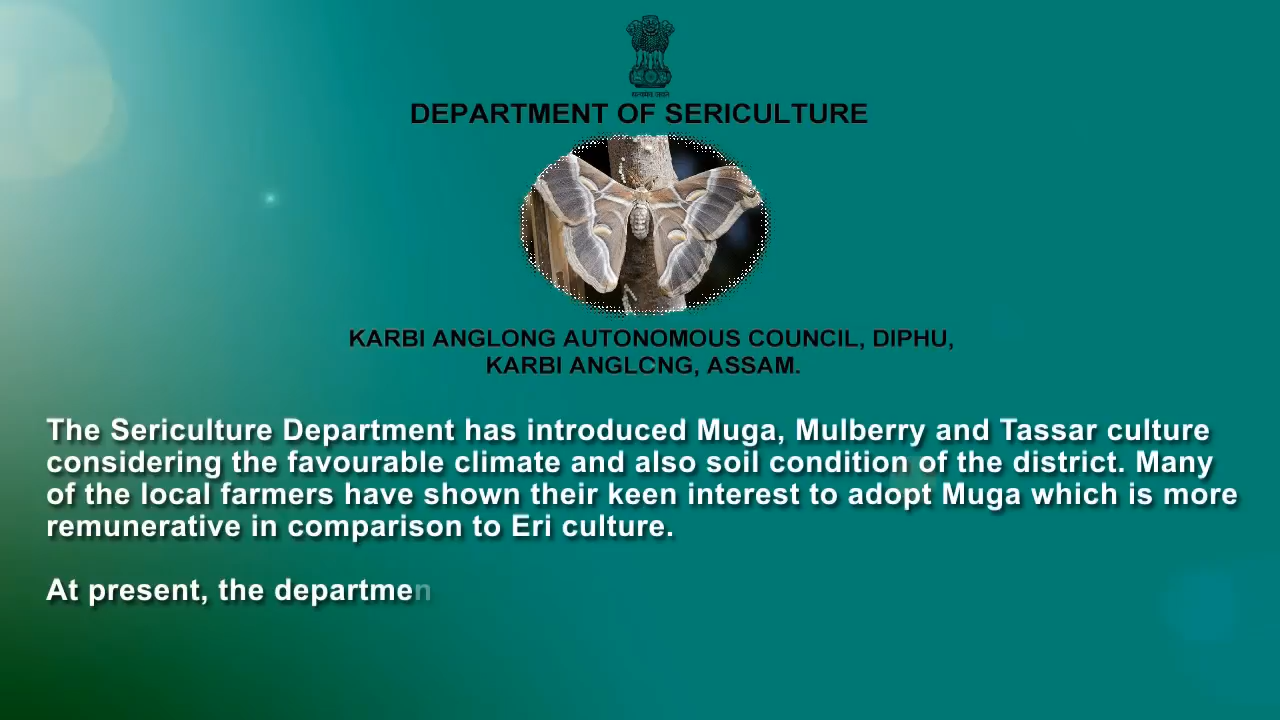 DEPARTMENT OF SERICULTURE
KARBI ANGLONG AUTONOMOUS COUNCIL, DIPHU,
KARBI ANGLONG, ASSAM.
The Sericulture Department has introduced Muga, Mulberry and Tassar culture
considering the favourable climate and also soil condition of the district. Many
of the local farmers have shown their keen interest to adopt Muga which is more
remunerative in comparison to Eri culture.
At present, the departmen